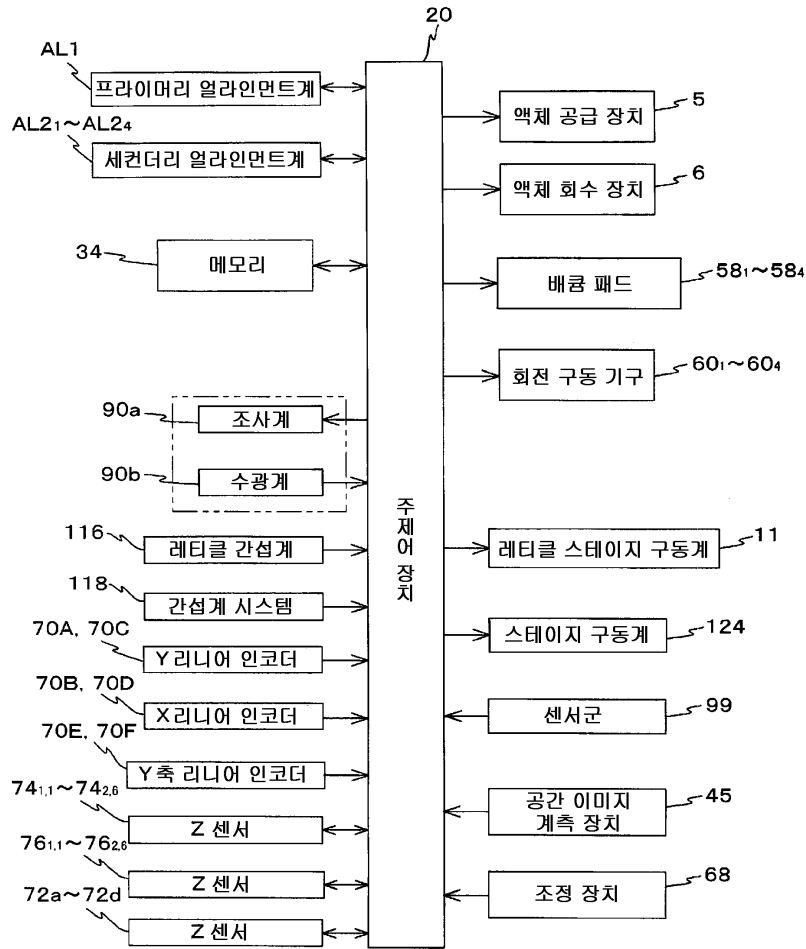 20
AL1
프라이머리 얼라인먼트계
AL2₁~AL2₄
세컨더리 얼라인먼트계
34
메모리
90a
조사계
90b
수광계
116
레티클 간섭계
118
간섭계 시스템
70A, 70C
Y 리니어 인코더
70B, 70D
X 리니어 인코더
70E, 70F
Y 축 리니어 인코더
74₁,₁~74₂,₆
Z 센서
76₁,₁~76₂,₆
Z 센서
72a~72d
Z 센서
주제어 장치
액체 공급 장치
5
액체 회수 장치
6
배큠 패드
58₁~58₄
회전 구동 기구
60₁~60₄
레티클 스테이지 구동계
11
스테이지 구동계
124
센서군
99
공간 이미지
계측 장치
45
조정 장치
68